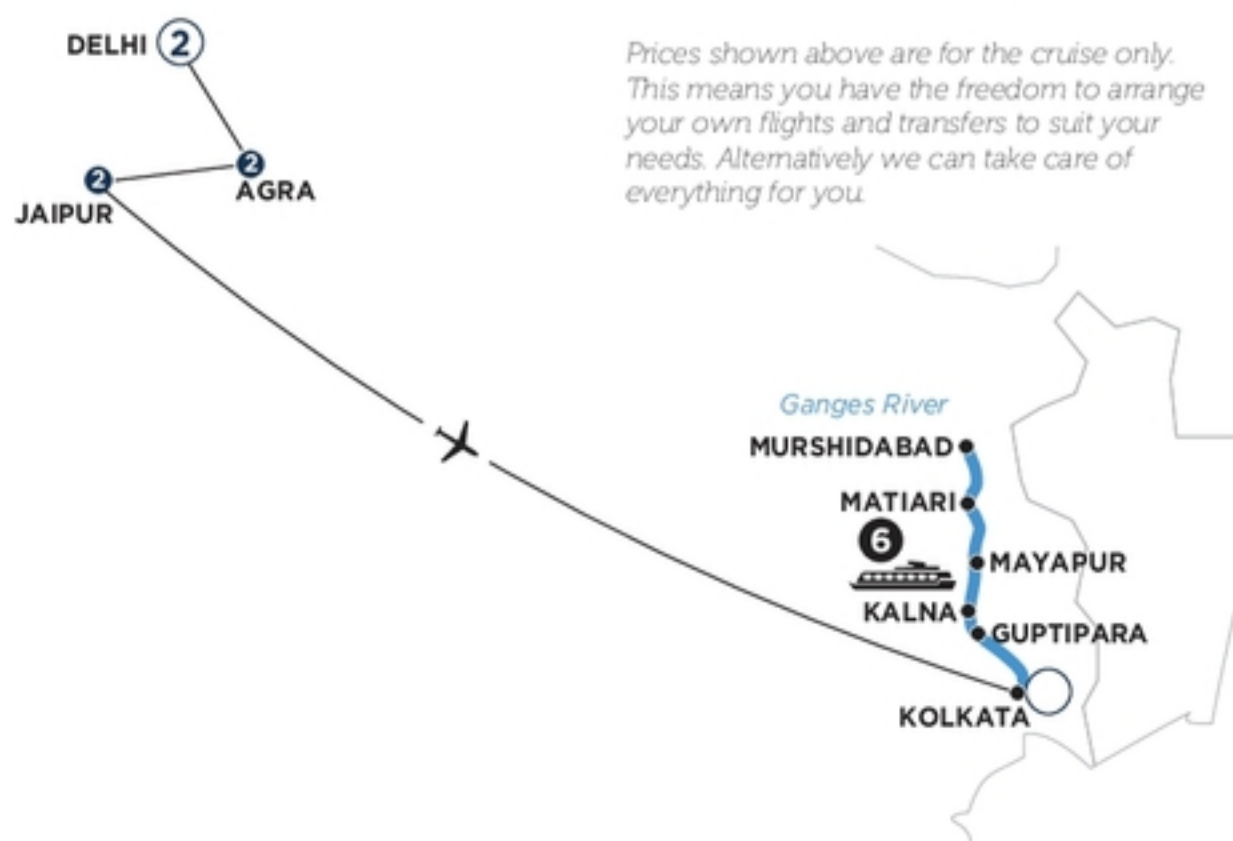 DELHI 2
Prices shown above are for the cruise only.
This means you have the freedom to arrange
your own flights and transfers to suit your
needs. Alternatively we can take care of
everything for you.
2
AGRA
2
JAIPUR
Ganges River
MURSHIDABAD
MATIARI
6
MAYAPUR
KALNA
GUPTIPARA
KOLKATA